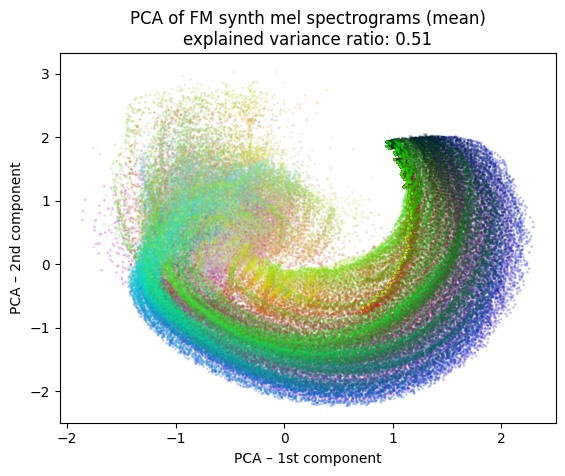 PCA of FM synth mel spectrograms (mean)
explained variance ratio: 0.51
3
2
1
0
−1
−2
PCA – 2nd component
−2
−1
0
1
2
PCA – 1st component